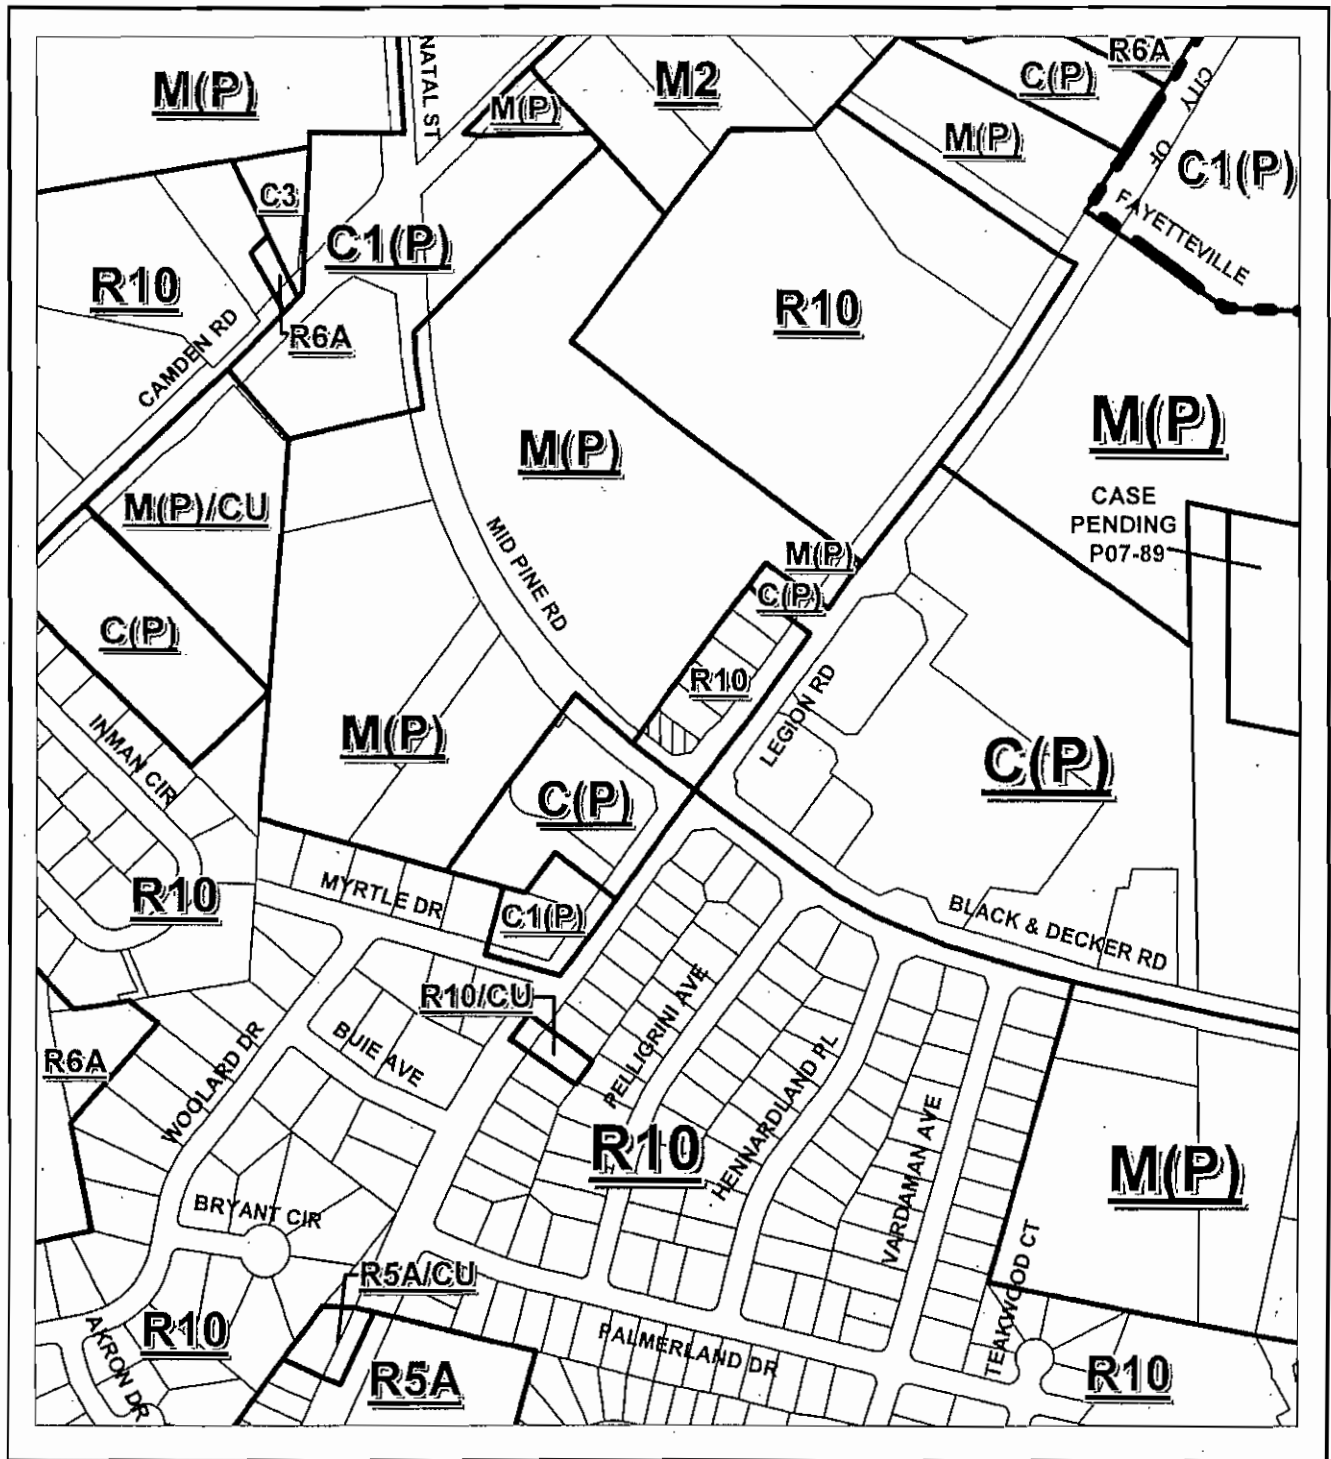 NATAL ST
R6A
M(P)
M2
C(P)
CITY
M(P)
M(P)
OF
C1(P)
C3
FAYETTEVILLE
C1(P)
R10
R10
CAMDEN RD
R6A
M(P)
M(P)
M(P)/CU
CASE
PENDING
P07-89
MID PINE RD
M(P)
C(P)
C(P)
R10
LEGION RD
INMAN CIR
M(P)
C(P)
C(P)
R10
MYRTLE DR
C1(P)
BLACK & DECKER RD
R10/CU
PELLIGRINI AVE
BUIE AVE
R6A
WOOLARD DR
HENNARDLAND PL
R10
VARDAMAN AVE
M(P)
BRYANT CIR
R5A/CU
TEAKWOOD CT
R10
AKRON DR
PALMERLAND DR
R5A
R10